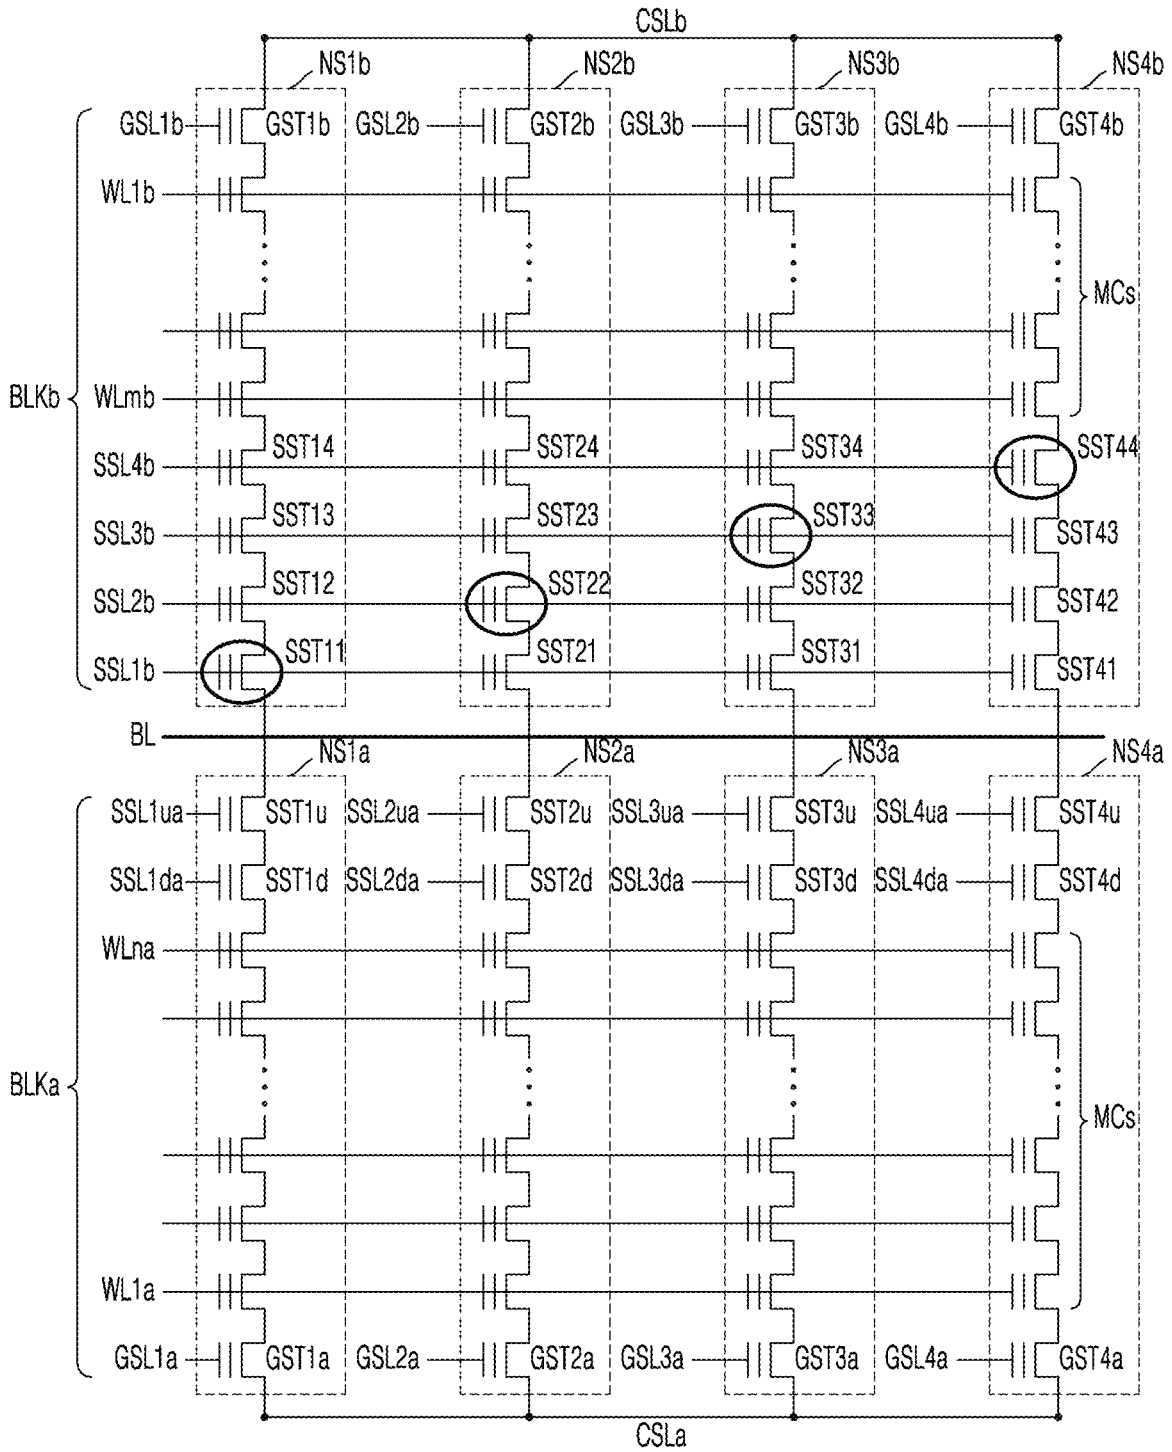 CSLb
NS1b NS2b NS3b NS4b
GSL1b GST1b GSL2b GST2b GSL3b GST3b GSL4b GST4b
WL1b
MCs
BLKb
WLmb
SST14 SST24 SST34 SST44
SSL4b
SST13 SST23 SST33
SSL3b SST43
SST12 SST22 SST32
SSL2b SST42
SST11 SST21 SST31
SSL1b SST41
BL
NS1a NS2a NS3a NS4a
SSL1ua SST1u SSL2ua SST2u SSL3ua SST3u SSL4ua SST4u
SSL1da SST1d SSL2da SST2d SSL3da SST3d SSL4da SST4d
WLna
BLKa
MCs
WL1a
GSL1a GST1a GSL2a GST2a GSL3a GST3a GSL4a GST4a
CSLa